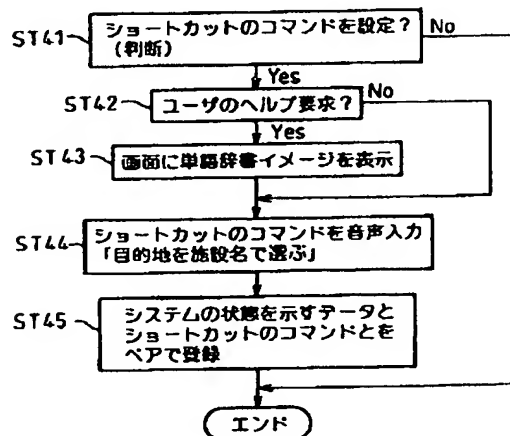 ST41
ショートカットのコマンドを設定?
(判断)
No
Yes
ST42
ユーザのヘルプ要求?
No
Yes
ST43
画面に単語辞書イメージを表示
ST44
ショートカットのコマンドを音声入力
「目的地を施設名で選ぶ」
ST45
システムの状態を示すデータと
ショートカットのコマンドとを
ペアで登録
エンド